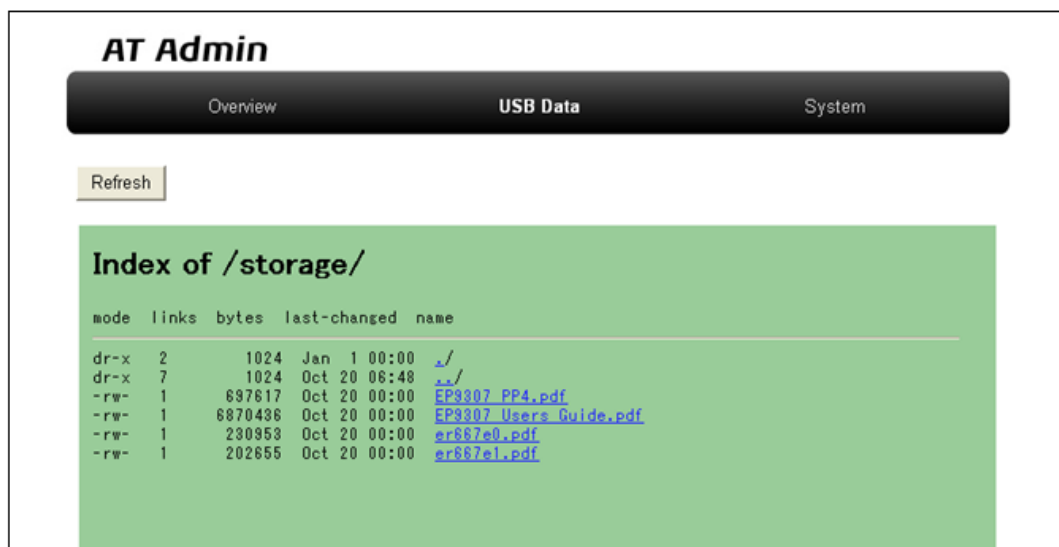 AT Admin
Overview USB Data System
Refresh
Index of /storage/
mode links bytes last-changed name
dr-x 2 1024 Jan 1 00:00 ./
dr-x 7 1024 Oct 20 06:48 ../
-rw- 1 697617 Oct 20 00:00 EP9307_PP4.pdf
-rw- 1 6870436 Oct 20 00:00 EP9307_Users_Guide.pdf
-rw- 1 230953 Oct 20 00:00 er667e0.pdf
-rw- 1 202655 Oct 20 00:00 er667e1.pdf